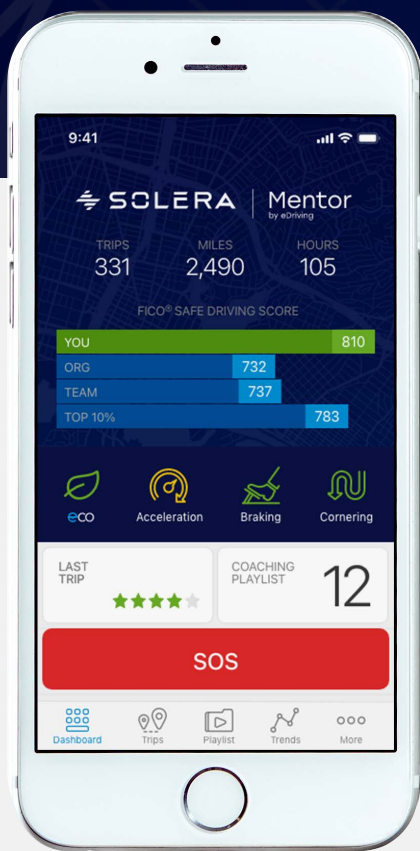 9:41
SOLERA Mentor
by eDriving
TRIPS MILES HOURS
331 2,490 105
FICO® SAFE DRIVING SCORE
YOU 810
ORG 732
TEAM 737
TOP 10% 783
eco Acceleration Braking Cornering
LAST TRIP
COACHING PLAYLIST
12
SOS
Dashboard Trips Playlist Trends More